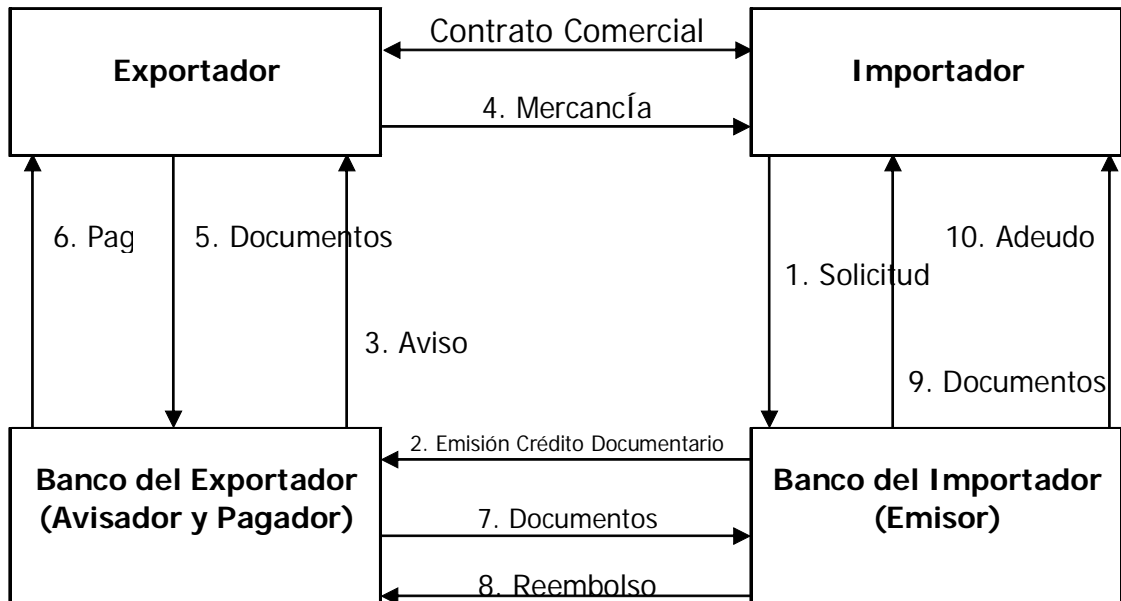 Contrato Comercial
Exportador
Importador
4. MercancÍa
6. Pag
5. Documentos
10. Adeudo
1. Solicitud
3. Aviso
9. Documentos
2. Emisión Crédito Documentario
Banco del Exportador
(Avisador y Pagador)
Banco del Importador
(Emisor)
7. Documentos
8. Reembolso